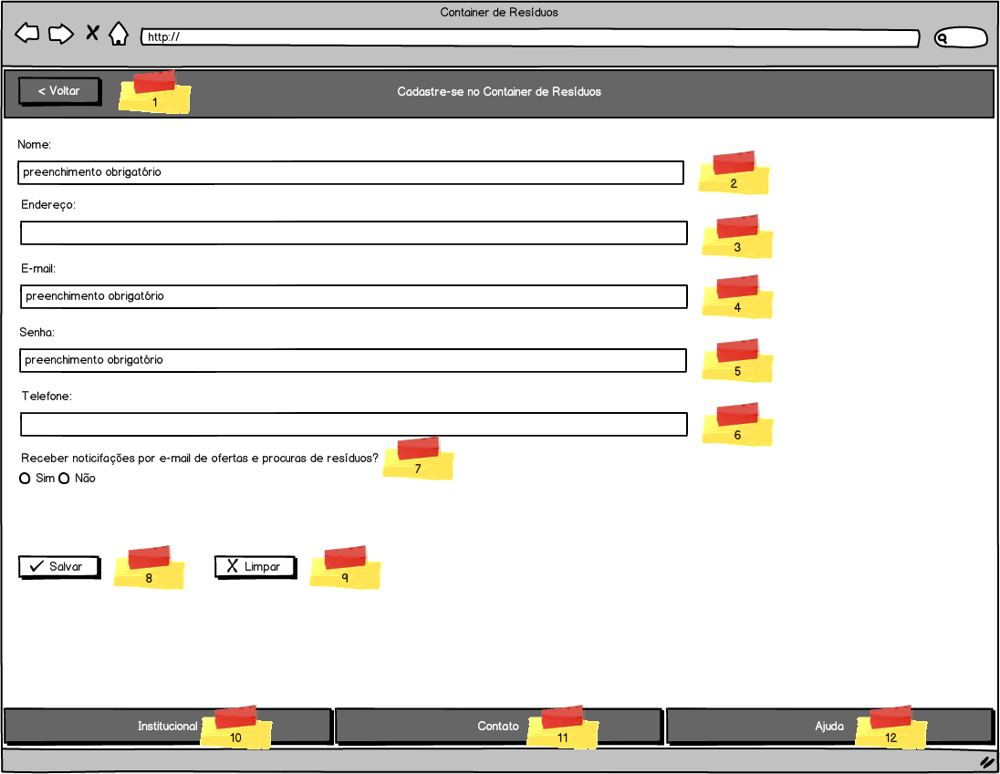 Container de Resíduos
http://
< Voltar
1
Cadastre-se no Container de Resíduos
Nome:
preenchimento obrigatório
2
Endereço:
3
E-mail:
preenchimento obrigatório
4
Senha:
preenchimento obrigatório
5
Telefone:
6
Receber noticifações por e-mail de ofertas e procuras de resíduos?
7
Sim Não
Salvar
8
Limpar
9
Institucional
10
Contato
11
Ajuda
12